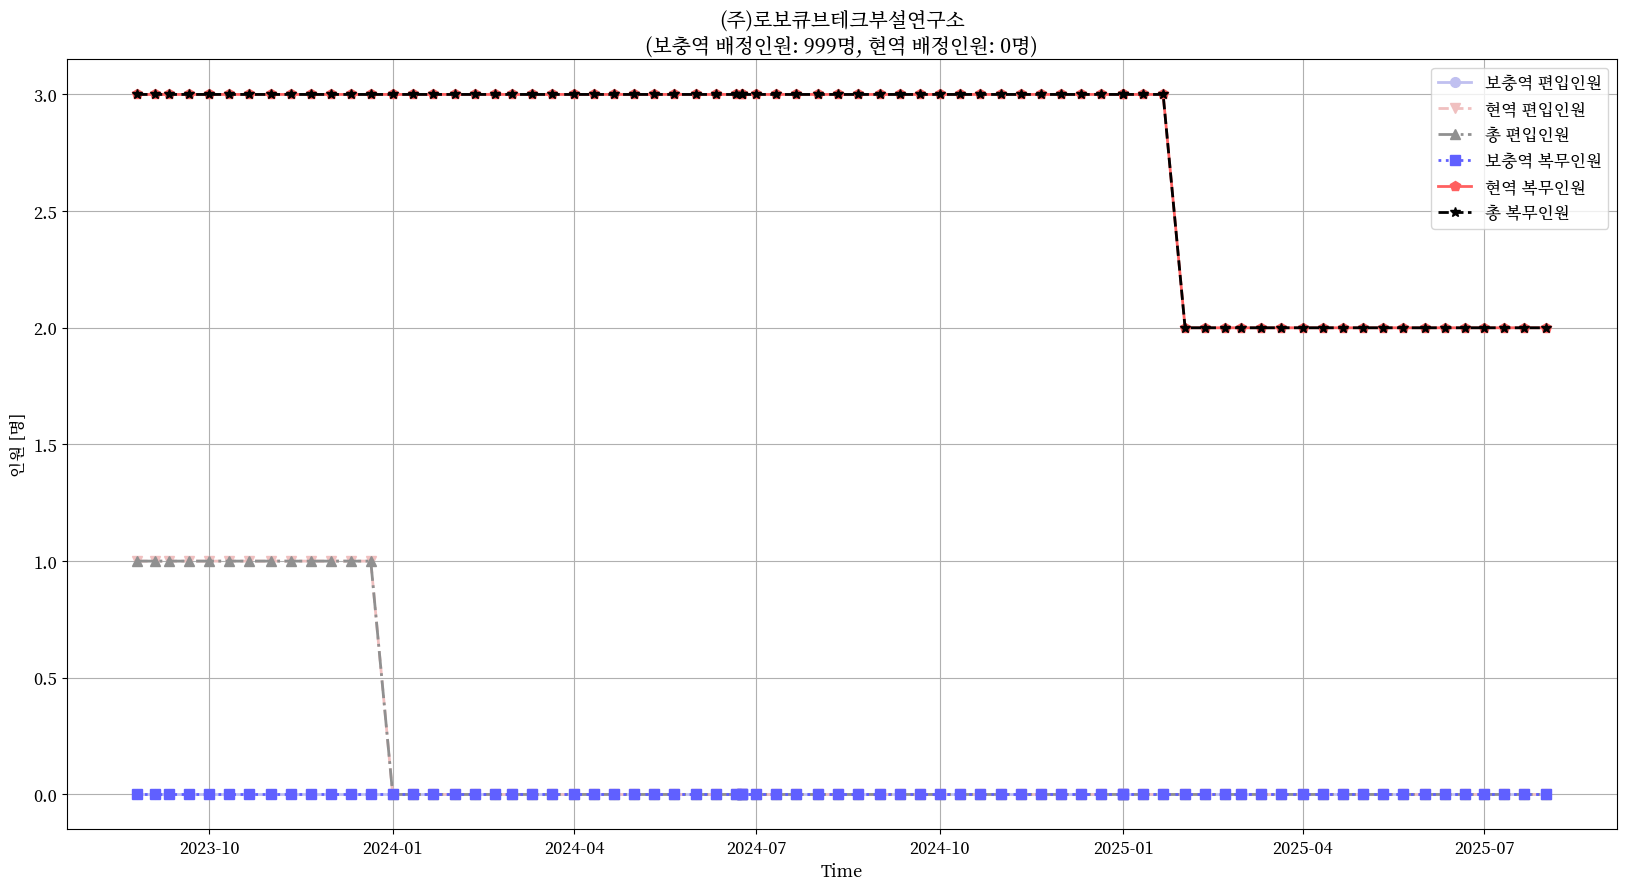 (주)로보큐브테크부설연구소
(보충역 배정인원: 999명, 현역 배정인원: 0명)
보충역 편입인원
현역 편입인원
총 편입인원
보충역 복무인원
현역 복무인원
총 복무인원
인원 [명]
3.0
2.5
2.0
1.5
1.0
0.5
0.0
2023-10
2024-01
2024-04
2024-07
2024-10
2025-01
2025-04
2025-07
Time